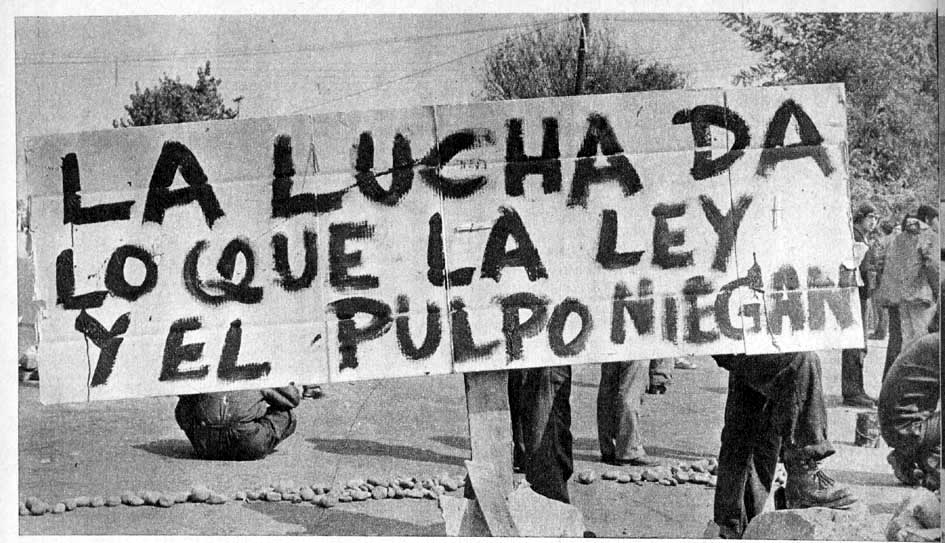 LA LUCHA DA
LO QUE LA LEY
Y EL PULPO NIEGAN